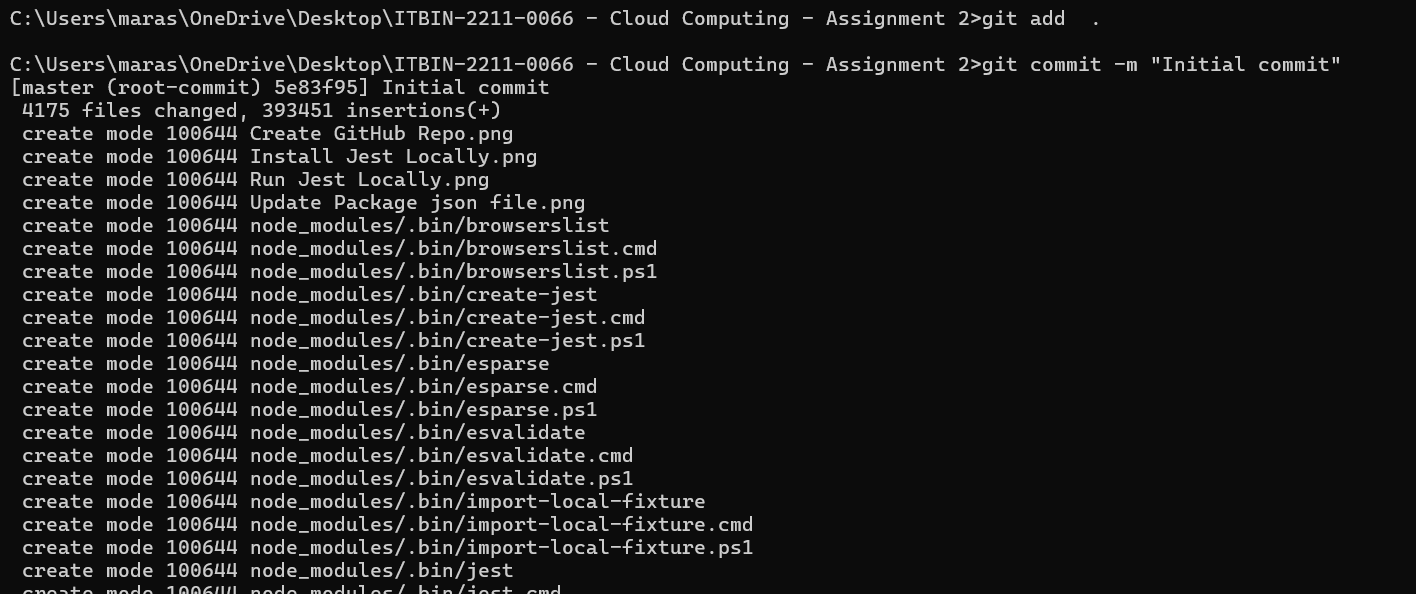 C:\Users\maras\OneDrive\Desktop\ITBIN-2211-0066 - Cloud Computing - Assignment 2>git add  .
C:\Users\maras\OneDrive\Desktop\ITBIN-2211-0066 - Cloud Computing - Assignment 2>git commit -m "Initial commit"
[master (root-commit) 5e83f95] Initial commit
 4175 files changed, 393451 insertions(+)
 create mode 100644 Create GitHub Repo.png
 create mode 100644 Install Jest Locally.png
 create mode 100644 Run Jest Locally.png
 create mode 100644 Update Package json file.png
 create mode 100644 node_modules/.bin/browserslist
 create mode 100644 node_modules/.bin/browserslist.cmd
 create mode 100644 node_modules/.bin/browserslist.ps1
 create mode 100644 node_modules/.bin/create-jest
 create mode 100644 node_modules/.bin/create-jest.cmd
 create mode 100644 node_modules/.bin/create-jest.ps1
 create mode 100644 node_modules/.bin/esparse
 create mode 100644 node_modules/.bin/esparse.cmd
 create mode 100644 node_modules/.bin/esparse.ps1
 create mode 100644 node_modules/.bin/esvalidate
 create mode 100644 node_modules/.bin/esvalidate.cmd
 create mode 100644 node_modules/.bin/esvalidate.ps1
 create mode 100644 node_modules/.bin/import-local-fixture
 create mode 100644 node_modules/.bin/import-local-fixture.cmd
 create mode 100644 node_modules/.bin/import-local-fixture.ps1
 create mode 100644 node_modules/.bin/jest
 create mode 100644 node_modules/.bin/jest.cmd